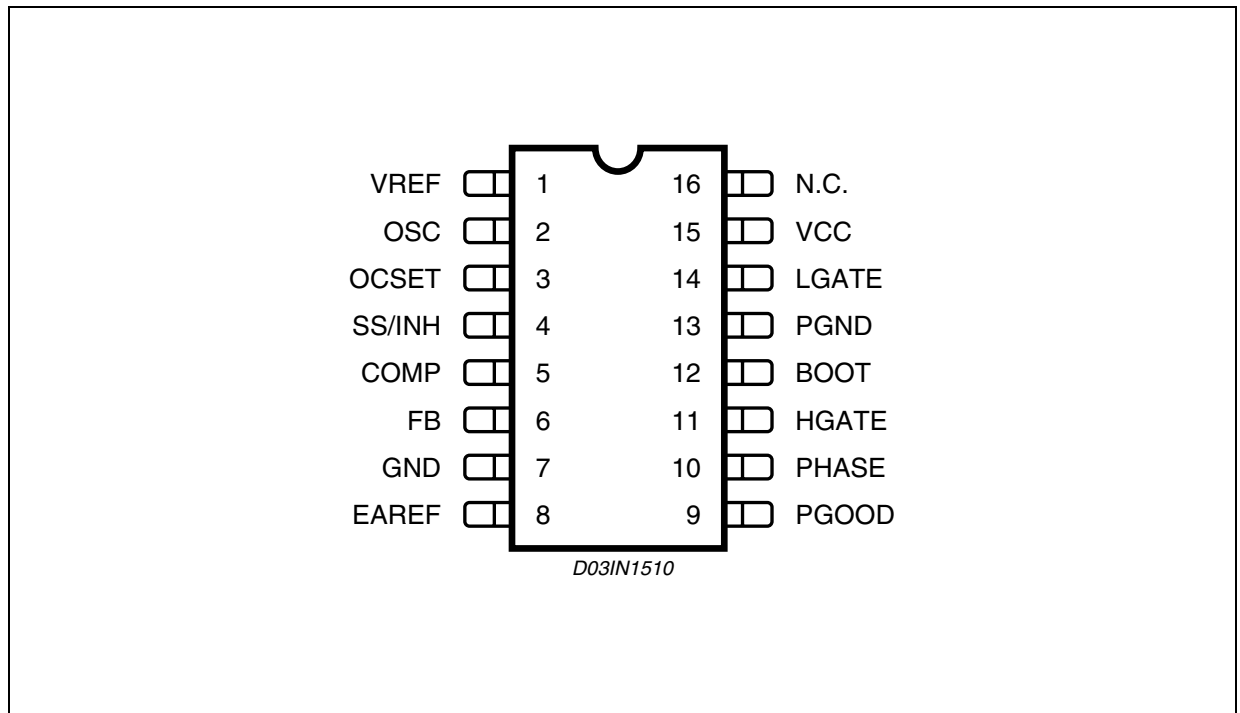 VREF 1 16 N.C.
OSC 2 15 VCC
OCSET 3 14 LGATE
SS/INH 4 13 PGND
COMP 5 12 BOOT
FB 6 11 HGATE
GND 7 10 PHASE
EAREF 8 9 PGOOD
D03IN1510